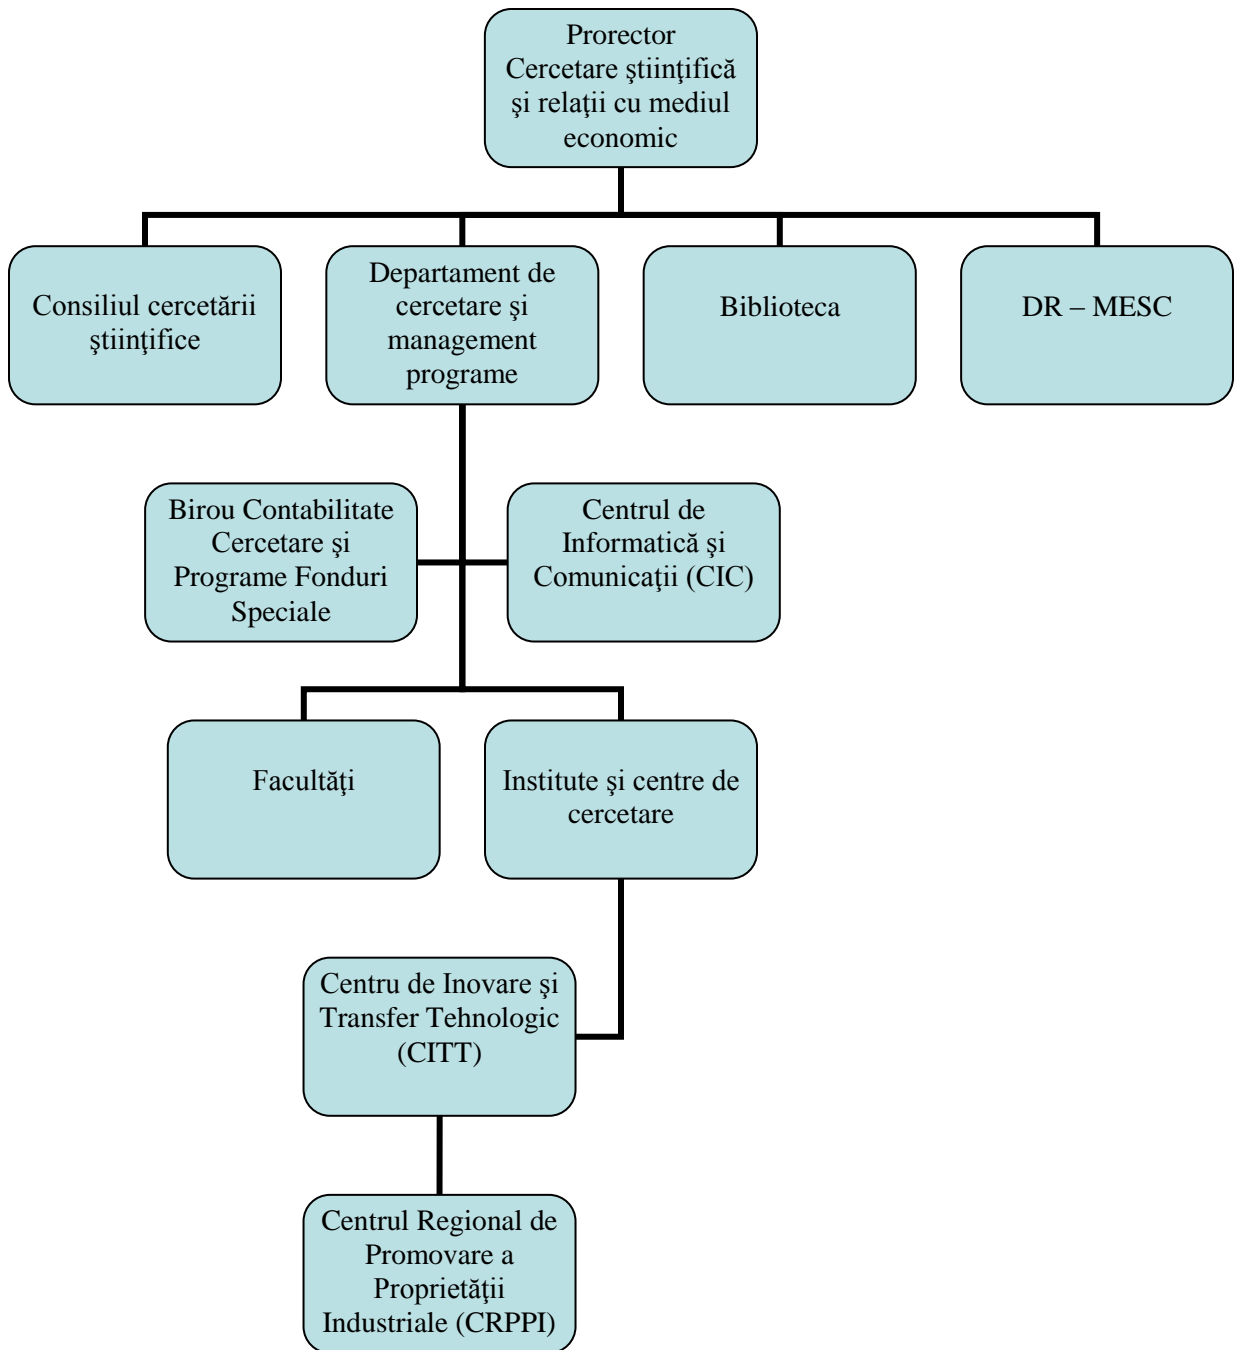 Prorector
Cercetare ştiinţifică
şi relaţii cu mediul
economic
Consiliul cercetării
ştiinţifice
Departament de
cercetare şi
management
programe
Biblioteca
DR – MESC
Birou Contabilitate
Cercetare şi
Programe Fonduri
Speciale
Centrul de
Informatică şi
Comunicaţii (CIC)
Facultăţi
Institute şi centre de
cercetare
Centru de Inovare şi
Transfer Tehnologic
(CITT)
Centrul Regional de
Promovare a
Proprietăţii
Industriale (CRPPI)